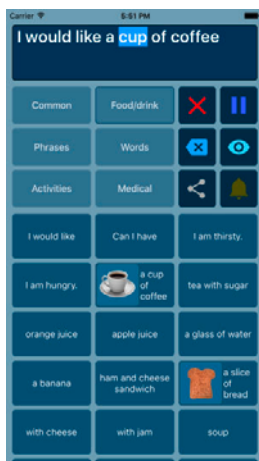 Carrier 5:51 PM
I would like a cup of coffee
Common Food/drink
Phrases Words
Activities Medical
I would like Can I have I am thirsty.
I am hungry. a cup of coffee tea with sugar
orange juice apple juice a glass of water
a banana ham and cheese sandwich a slice of bread
with cheese with jam soup